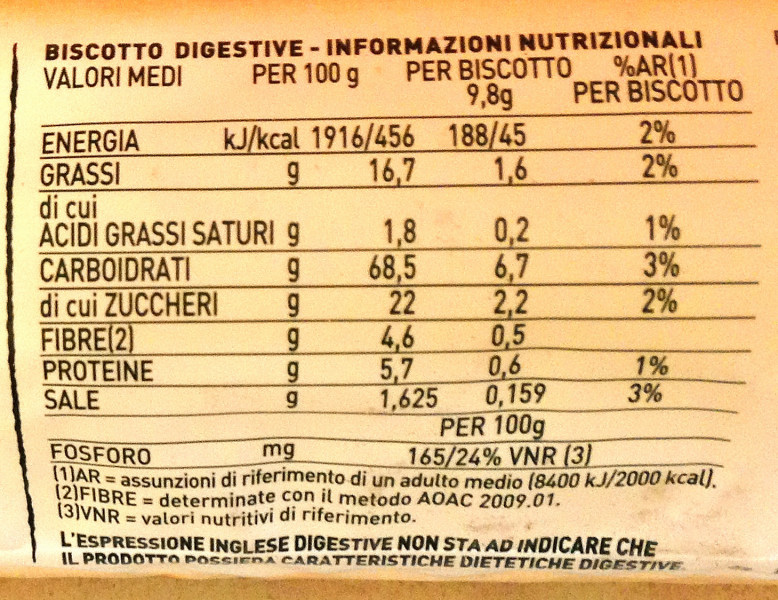 BISCOTTO DIGESTIVE - INFORMAZIONI NUTRIZIONALI
VALORI MEDI PER 100 g PER BISCOTTO %AR(1)
9,8g PER BISCOTTO
ENERGIA kJ/kcal 1916/456 188/45 2%
GRASSI g 16,7 1,6 2%
di cui
ACIDI GRASSI SATURI g 1,8 0,2 1%
CARBOIDRATI g 68,5 6,7 3%
di cui ZUCCHERI g 22 2,2 2%
FIBRE(2) g 4,6 0,5
PROTEINE g 5,7 0,6 1%
SALE g 1,625 0,159 3%
PER 100g
FOSFORO mg 165/24% VNR (3)
(1)AR = assunzioni di riferimento di un adulto medio (8400 kJ/2000 kcal).
(2)FIBRE = determinate con il metodo AOAC 2009.01.
(3)VNR = valori nutritivi di riferimento.
L'ESPRESSIONE INGLESE DIGESTIVE NON STA AD INDICARE CHE
IL PRODOTTO POSSIEDA CARATTERISTICHE DIETETICHE DIGESTIVE.